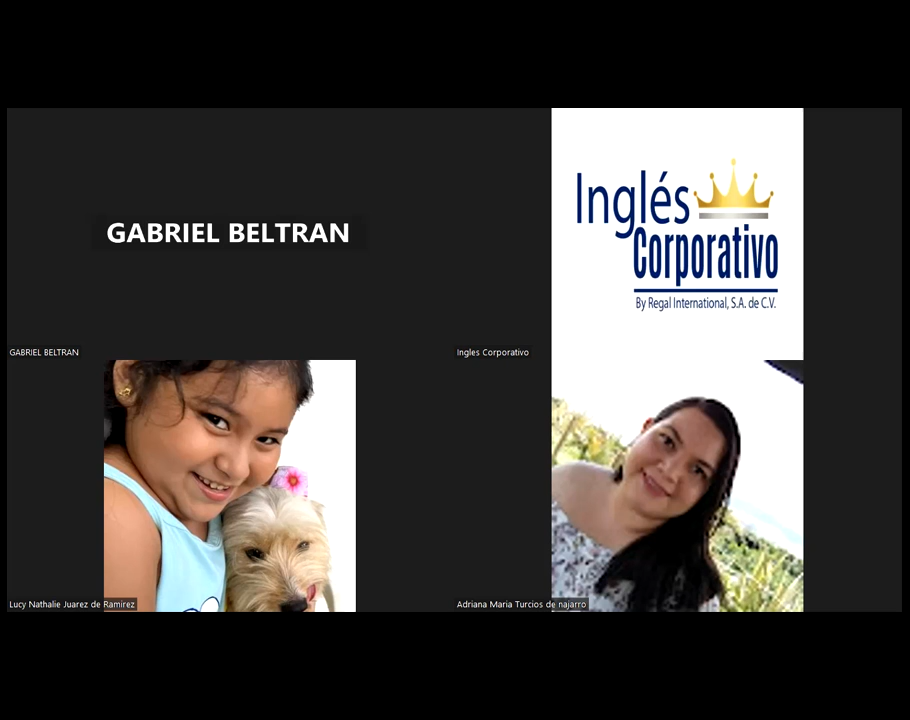 GABRIEL BELTRAN
GABRIEL BELTRAN
Inglés
Corporativo
By Regal International, S.A. de C.V.
Ingles Corporativo
Lucy Nathalie Juarez de Ramirez
Adriana Maria Turcios de najarro